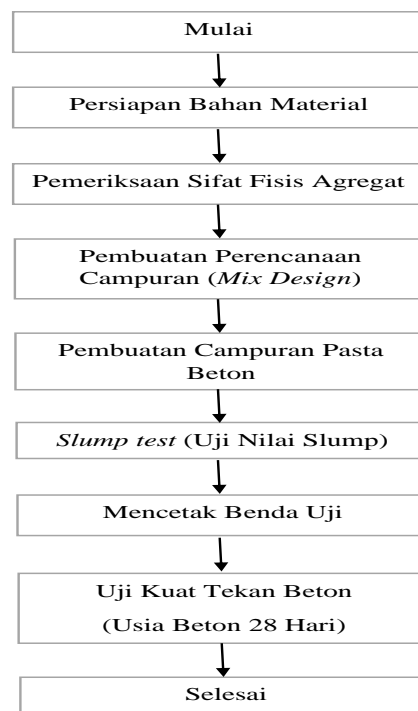 Mulai
Persiapan Bahan Material
Pemeriksaan Sifat Fisis Agregat
Pembuatan Perencanaan
Campuran (Mix Design)
Pembuatan Campuran Pasta
Beton
Slump test (Uji Nilai Slump)
Mencetak Benda Uji
Uji Kuat Tekan Beton
(Usia Beton 28 Hari)
Selesai